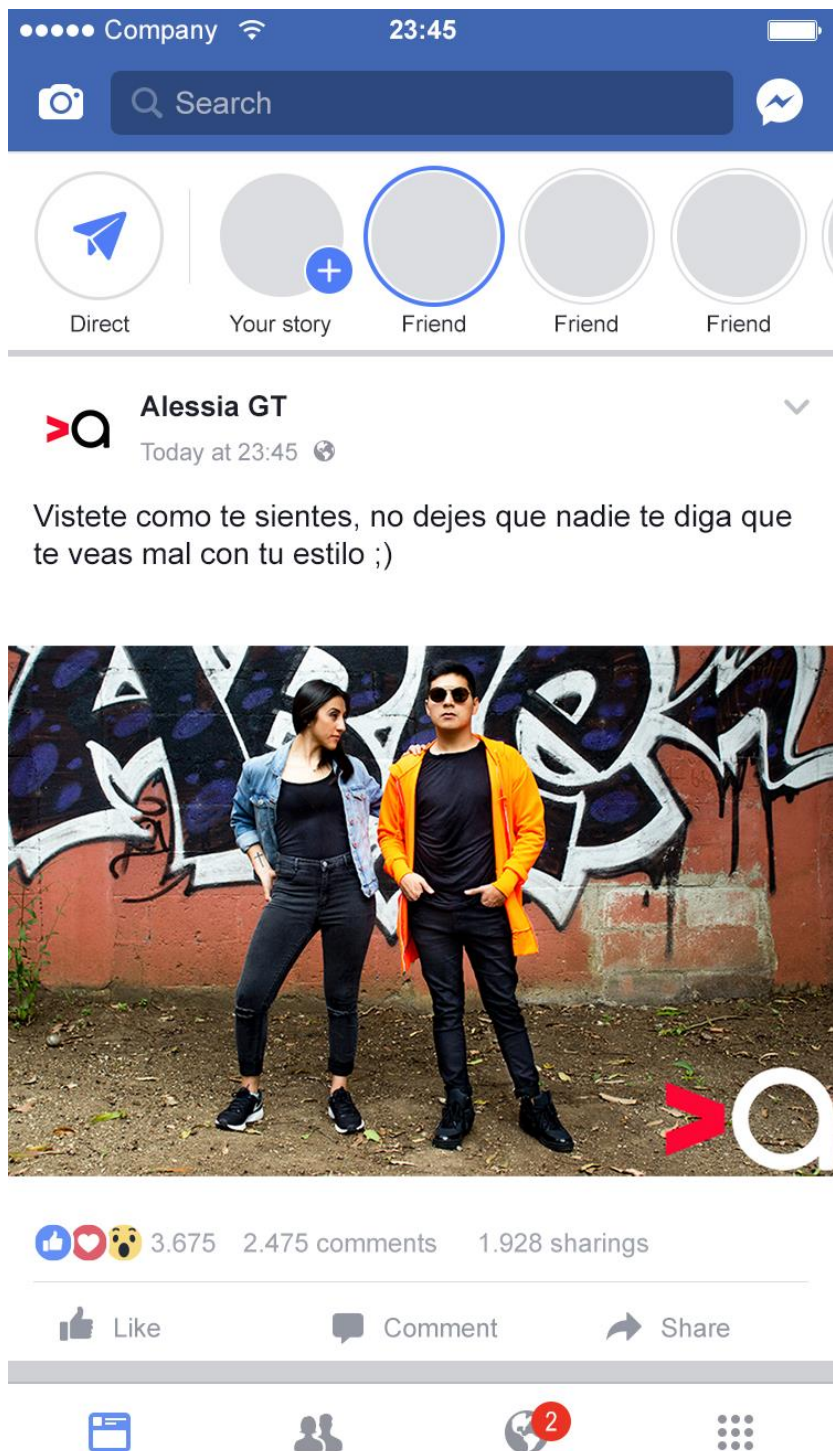 Company 23:45
Search
Direct Your story Friend Friend Friend
>a
Alessia GT
Today at 23:45
Vistete como te sientes, no dejes que nadie te diga que
te veas mal con tu estilo ;)
>a
3.675 2.475 comments 1.928 sharings
Like Comment Share
2